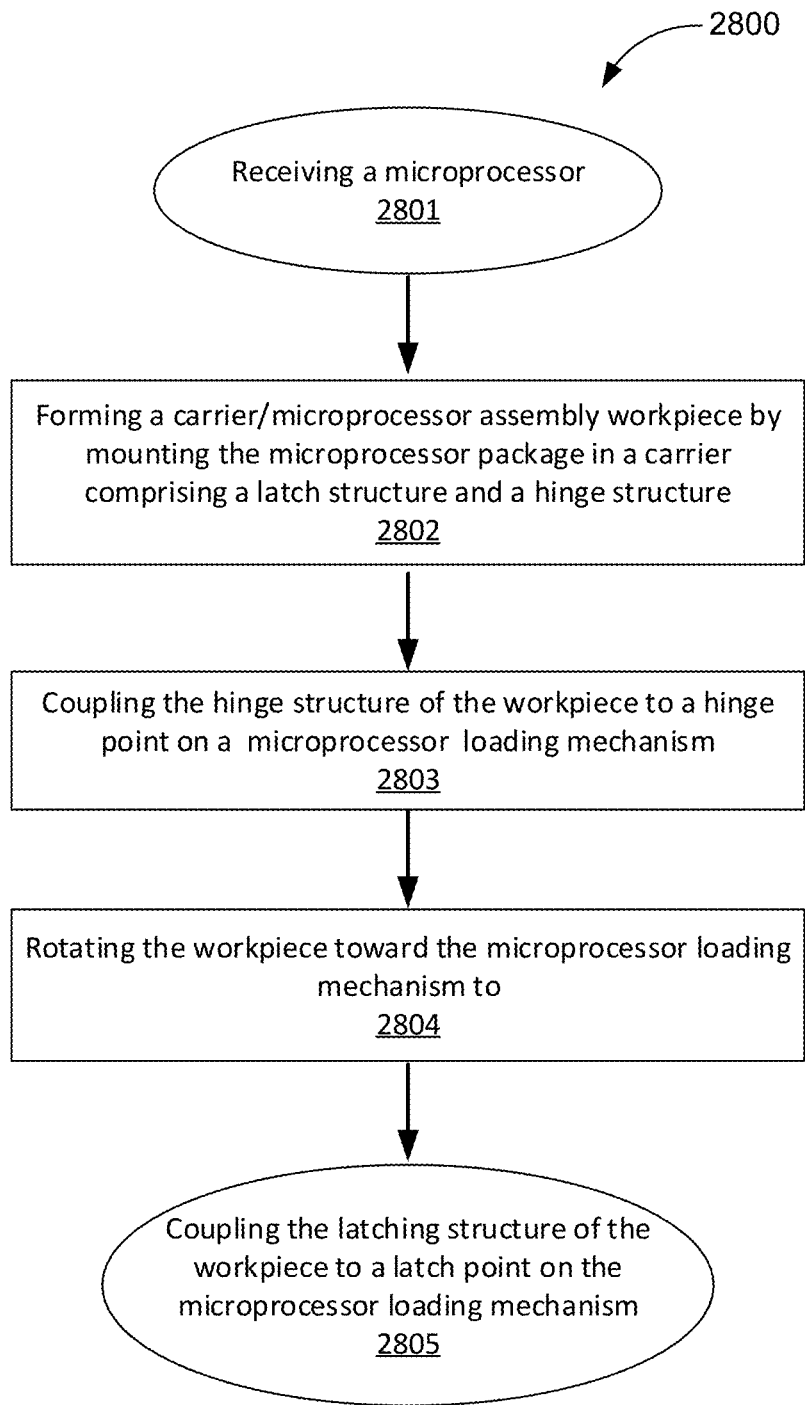 2800
Receiving a microprocessor
2801
Forming a carrier/microprocessor assembly workpiece by
mounting the microprocessor package in a carrier
comprising a latch structure and a hinge structure
2802
Coupling the hinge structure of the workpiece to a hinge
point on a microprocessor loading mechanism
2803
Rotating the workpiece toward the microprocessor loading
mechanism to
2804
Coupling the latching structure of the
workpiece to a latch point on the
microprocessor loading mechanism
2805